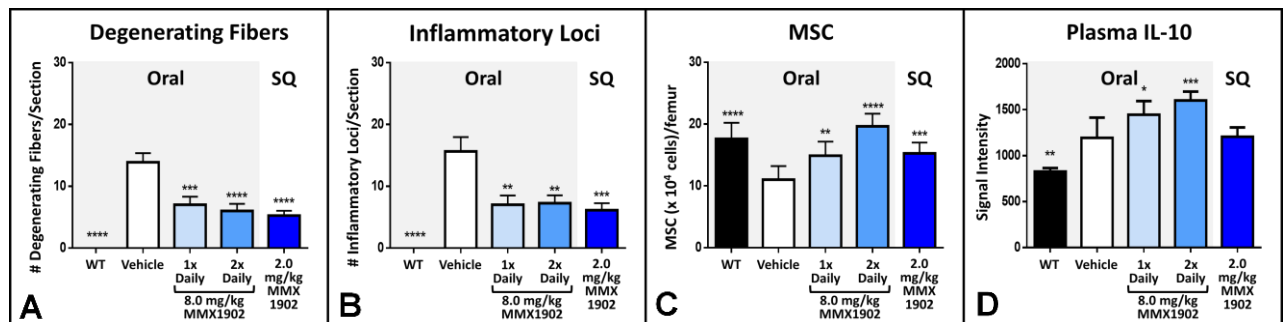 Degenerating Fibers
Oral
SQ
# Degenerating Fibers/Section
30
20
10
0
****
***
****
****
WT
Vehicle
1x
Daily
2x
Daily
2.0
mg/kg
MMX
1902
8.0 mg/kg
MMX1902
A
Inflammatory Loci
Oral
SQ
# Inflammatory Loci/Section
30
20
10
0
****
**
**
***
WT
Vehicle
1x
Daily
2x
Daily
2.0
mg/kg
MMX
1902
8.0 mg/kg
MMX1902
B
MSC
Oral
SQ
MSC (x 10⁴ cells)/femur
30
20
10
0
****
**
****
***
WT
Vehicle
1x
Daily
2x
Daily
2.0
mg/kg
MMX
1902
8.0 mg/kg
MMX1902
C
Plasma IL-10
Oral
SQ
Signal Intensity
2000
1500
1000
500
0
**
*
***
WT
Vehicle
1x
Daily
2x
Daily
2.0
mg/kg
MMX
1902
8.0 mg/kg
MMX1902
D